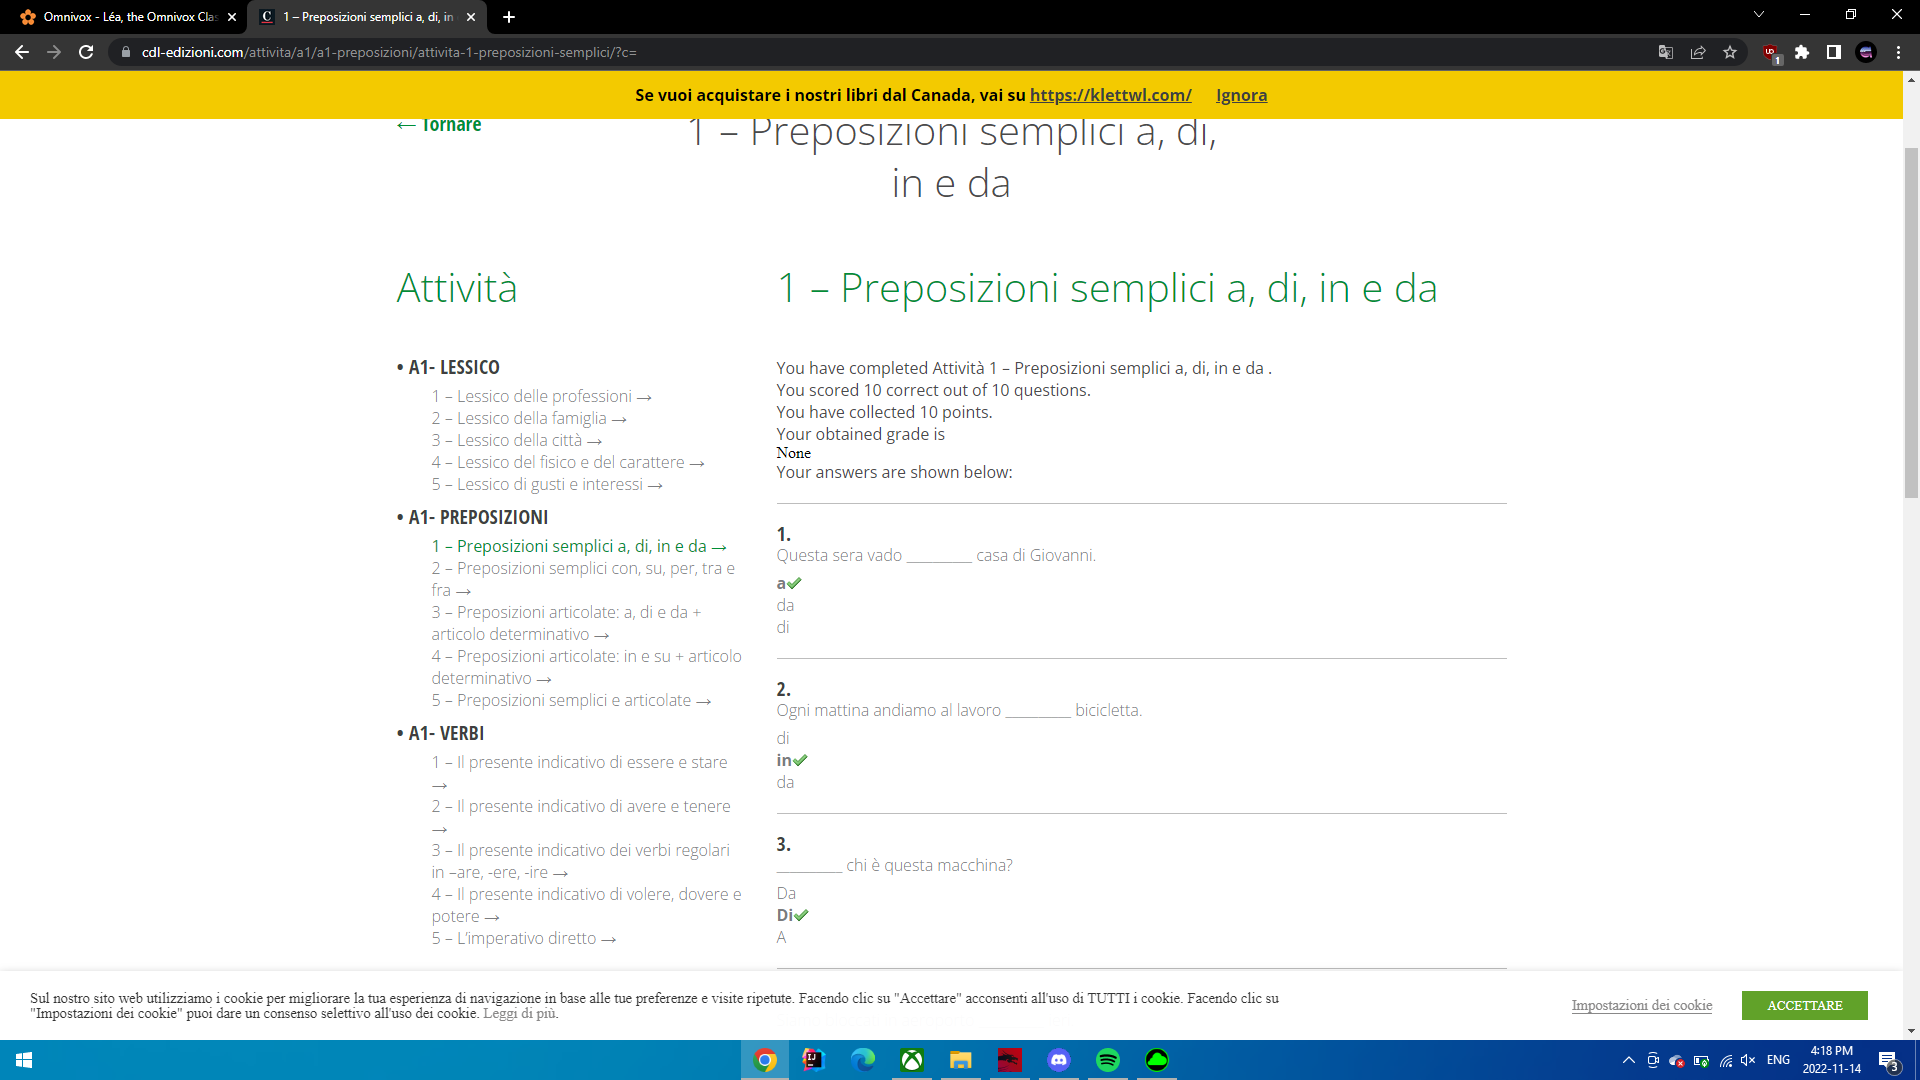 Omnivox - Léa, the Omnivox Clas
1 – Preposizioni semplici a, di, in
cdl-edizioni.com/attivita/a1/a1-preposizioni/attivita-1-preposizioni-semplici/?c=
1
Se vuoi acquistare i nostri libri dal Canada, vai su https://klettwl.com/ Ignora
← Tornare
1 – Preposizioni semplici a, di,
in e da
Attività
• A1- LESSICO
1 – Lessico delle professioni →
2 – Lessico della famiglia →
3 – Lessico della città →
4 – Lessico del fisico e del carattere →
5 – Lessico di gusti e interessi →
• A1- PREPOSIZIONI
1 – Preposizioni semplici a, di, in e da →
2 – Preposizioni semplici con, su, per, tra e
fra →
3 – Preposizioni articolate: a, di e da +
articolo determinativo →
4 – Preposizioni articolate: in e su + articolo
determinativo →
5 – Preposizioni semplici e articolate →
• A1- VERBI
1 – Il presente indicativo di essere e stare
→
2 – Il presente indicativo di avere e tenere
→
3 – Il presente indicativo dei verbi regolari
in –are, -ere, -ire →
4 – Il presente indicativo di volere, dovere e
potere →
5 – L'imperativo diretto →
1 – Preposizioni semplici a, di, in e da
You have completed Attività 1 – Preposizioni semplici a, di, in e da .
You scored 10 correct out of 10 questions.
You have collected 10 points.
Your obtained grade is
None
Your answers are shown below:
1.
Questa sera vado _________ casa di Giovanni.
a
da
di
2.
Ogni mattina andiamo al lavoro _________ bicicletta.
di
in
da
3.
_________ chi è questa macchina?
Da
Di
A
Sul nostro sito web utilizziamo i cookie per migliorare la tua esperienza di navigazione in base alle tue preferenze e visite ripetute. Facendo clic su "Accettare" acconsenti all'uso di TUTTI i cookie. Facendo clic su
"Impostazioni dei cookie" puoi dare un consenso selettivo all'uso dei cookie. Leggi di più.
Impostazioni dei cookie
ACCETTARE
ENG
4:18 PM
2022-11-14
3